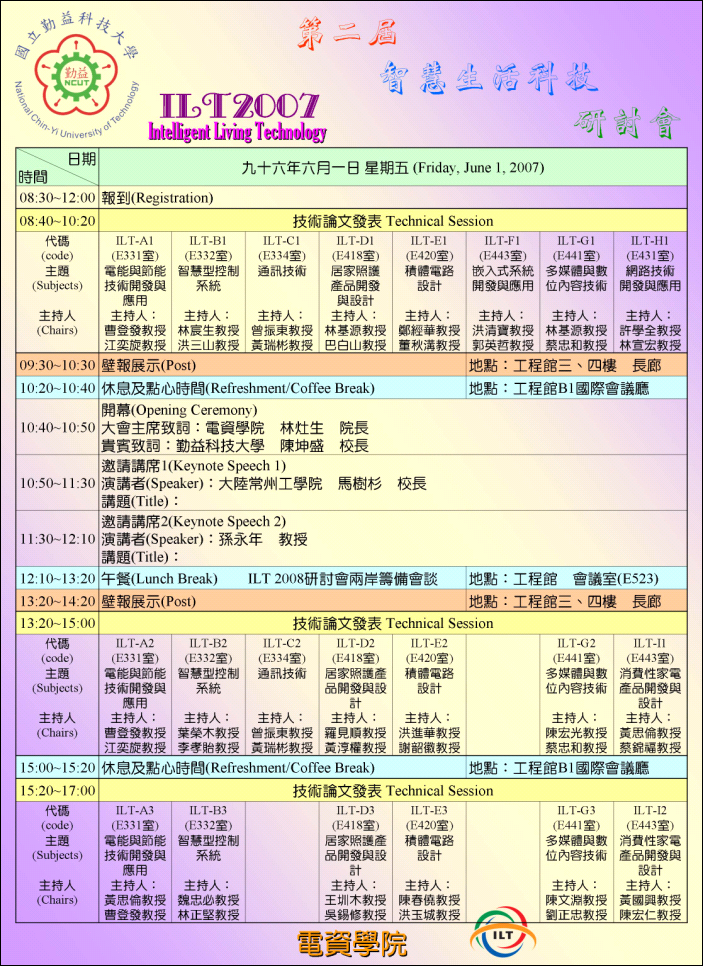 國立勤益科技大學
勤益
NCUT
National Chin-Yi University of Technology
第二屆
智慧生活科技
研討會
ILT2007
Intelligent Living Technology
日期
時間
九十六年六月一日 星期五 (Friday, June 1, 2007)
08:30~12:00 報到(Registration)
08:40~10:20 技術論文發表 Technical Session
代碼 ILT-A1 ILT-B1 ILT-C1 ILT-D1 ILT-E1 ILT-F1 ILT-G1 ILT-H1
(code) (E331室) (E332室) (E334室) (E418室) (E420室) (E443室) (E441室) (E431室)
主題 電能與節能 智慧型控制 通訊技術 居家照護 積體電路 嵌入式系統 多媒體與數 網路技術
(Subjects) 技術開發與 系統 產品開發 設計 開發與應用 位內容技術 開發與應用
應用 與設計
主持人 主持人： 主持人： 主持人： 主持人： 主持人： 主持人： 主持人： 主持人：
(Chairs) 曹登發教授 林宸生教授 曾振東教授 林基源教授 鄭經華教授 洪清寶教授 林基源教授 許學全教授
江奕旋教授 洪三山教授 黃瑞彬教授 巴白山教授 董秋溝教授 郭英哲教授 蔡忠和教授 林宣宏教授
09:30~10:30 壁報展示(Post) 地點：工程館三、四樓 長廊
10:20~10:40 休息及點心時間(Refreshment/Coffee Break) 地點：工程館B1國際會議廳
10:40~10:50 開幕(Opening Ceremony)
大會主席致詞：電資學院 林灶生 院長
貴賓致詞：勤益科技大學 陳坤盛 校長
10:50~11:30 邀請講席1(Keynote Speech 1)
演講者(Speaker)：大陸常州工學院 馬樹杉 校長
講題(Title)：
11:30~12:10 邀請講席2(Keynote Speech 2)
演講者(Speaker)：孫永年 教授
講題(Title)：
12:10~13:20 午餐(Lunch Break) ILT 2008研討會兩岸籌備會談 地點：工程館 會議室(E523)
13:20~14:20 壁報展示(Post) 地點：工程館三、四樓 長廊
13:20~15:00 技術論文發表 Technical Session
代碼 ILT-A2 ILT-B2 ILT-C2 ILT-D2 ILT-E2 ILT-G2 ILT-I1
(code) (E331室) (E332室) (E334室) (E418室) (E420室) (E441室) (E443室)
主題 電能與節能 智慧型控制 通訊技術 居家照護產 積體電路 多媒體與數 消費性家電
(Subjects) 技術開發與 系統 品開發與設 設計 位內容技術 產品開發與
應用 計 設計
主持人 主持人： 主持人： 主持人： 主持人： 主持人： 主持人： 主持人：
(Chairs) 曹登發教授 葉榮木教授 曾振東教授 羅見順教授 洪進華教授 陳宏光教授 黃思倫教授
江奕旋教授 李孝貽教授 黃瑞彬教授 黃淳權教授 謝韶徽教授 蔡忠和教授 蔡錦福教授
15:00~15:20 休息及點心時間(Refreshment/Coffee Break) 地點：工程館B1國際會議廳
15:20~17:00 技術論文發表 Technical Session
代碼 ILT-A3 ILT-B3 ILT-D3 ILT-E3 ILT-G3 ILT-I2
(code) (E331室) (E332室) (E418室) (E420室) (E441室) (E443室)
主題 電能與節能 智慧型控制 居家照護產 積體電路 多媒體與數 消費性家電
(Subjects) 技術開發與 系統 品開發與設 設計 位內容技術 產品開發與
應用 計 設計
主持人 主持人： 主持人： 主持人： 主持人： 主持人： 主持人：
(Chairs) 黃思倫教授 魏忠必教授 王圳木教授 陳春僥教授 陳文淵教授 黃國興教授
曹登發教授 林正堅教授 吳錫修教授 洪玉城教授 劉正忠教授 陳宏仁教授
電資學院
ILT